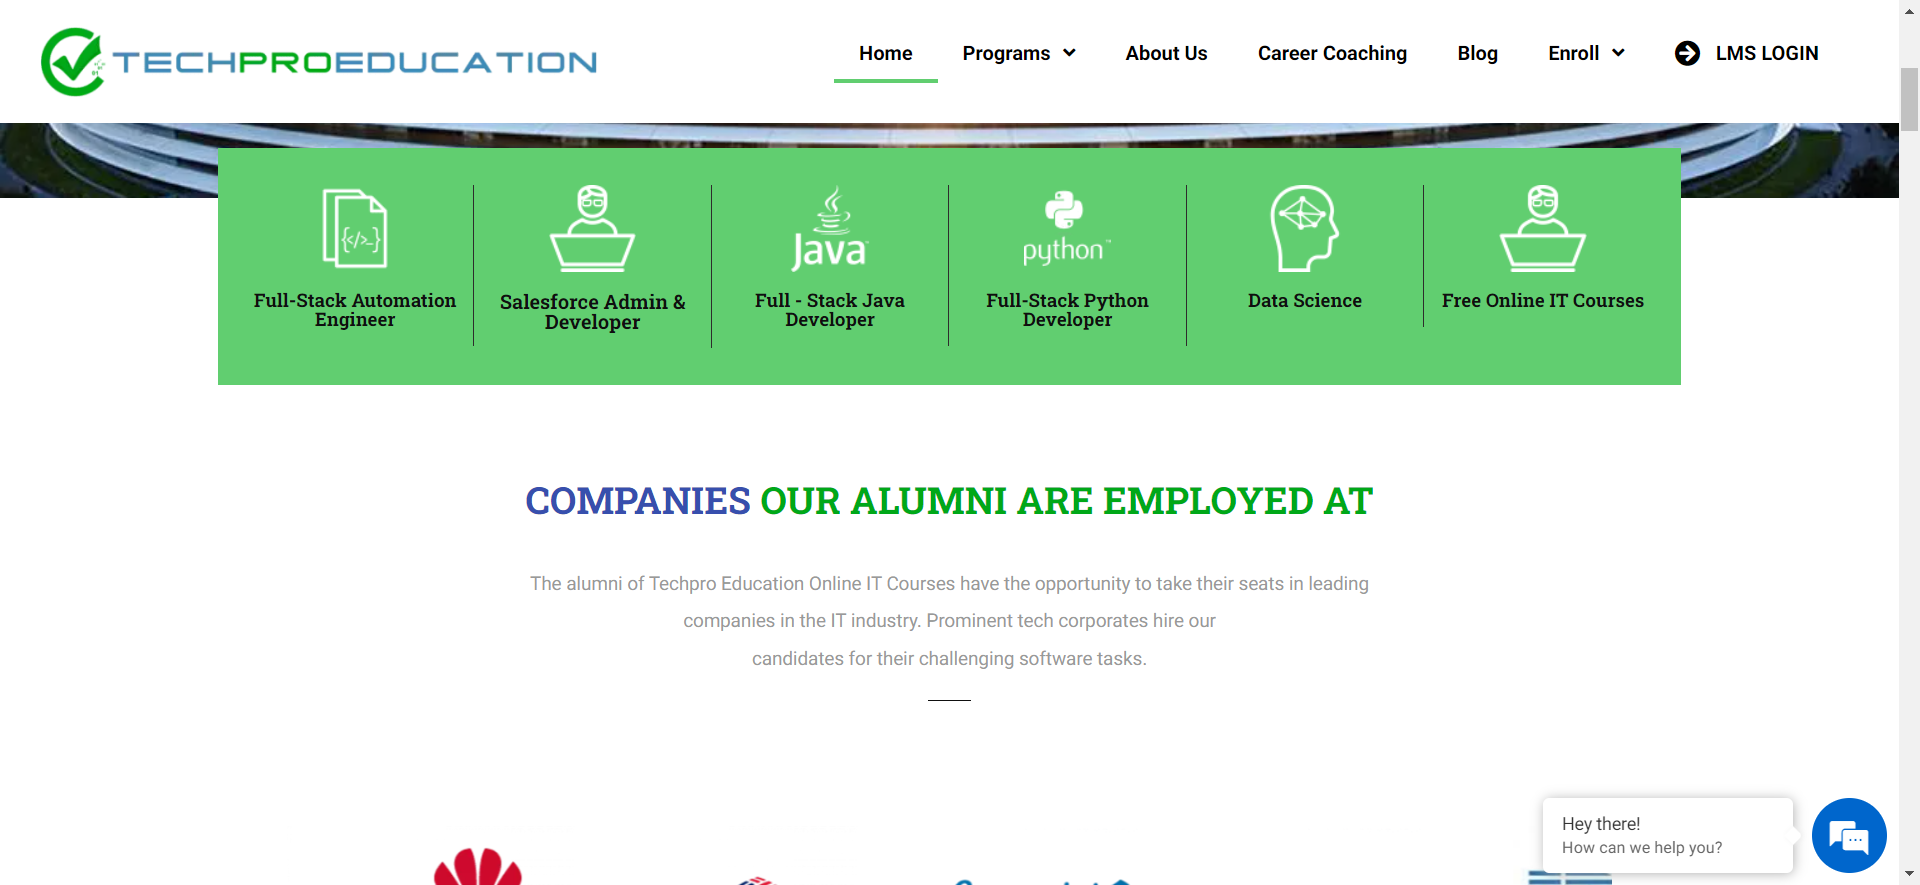 TECHPROEDUCATION
Home
Programs
About Us
Career Coaching
Blog
Enroll
LMS LOGIN
{</>_}
Java
python™
Full-Stack Automation
Engineer
Salesforce Admin &
Developer
Full - Stack Java
Developer
Full-Stack Python
Developer
Data Science
Free Online IT Courses
COMPANIES OUR ALUMNI ARE EMPLOYED AT
The alumni of Techpro Education Online IT Courses have the opportunity to take their seats in leading
companies in the IT industry. Prominent tech corporates hire our
candidates for their challenging software tasks.
Hey there!
How can we help you?